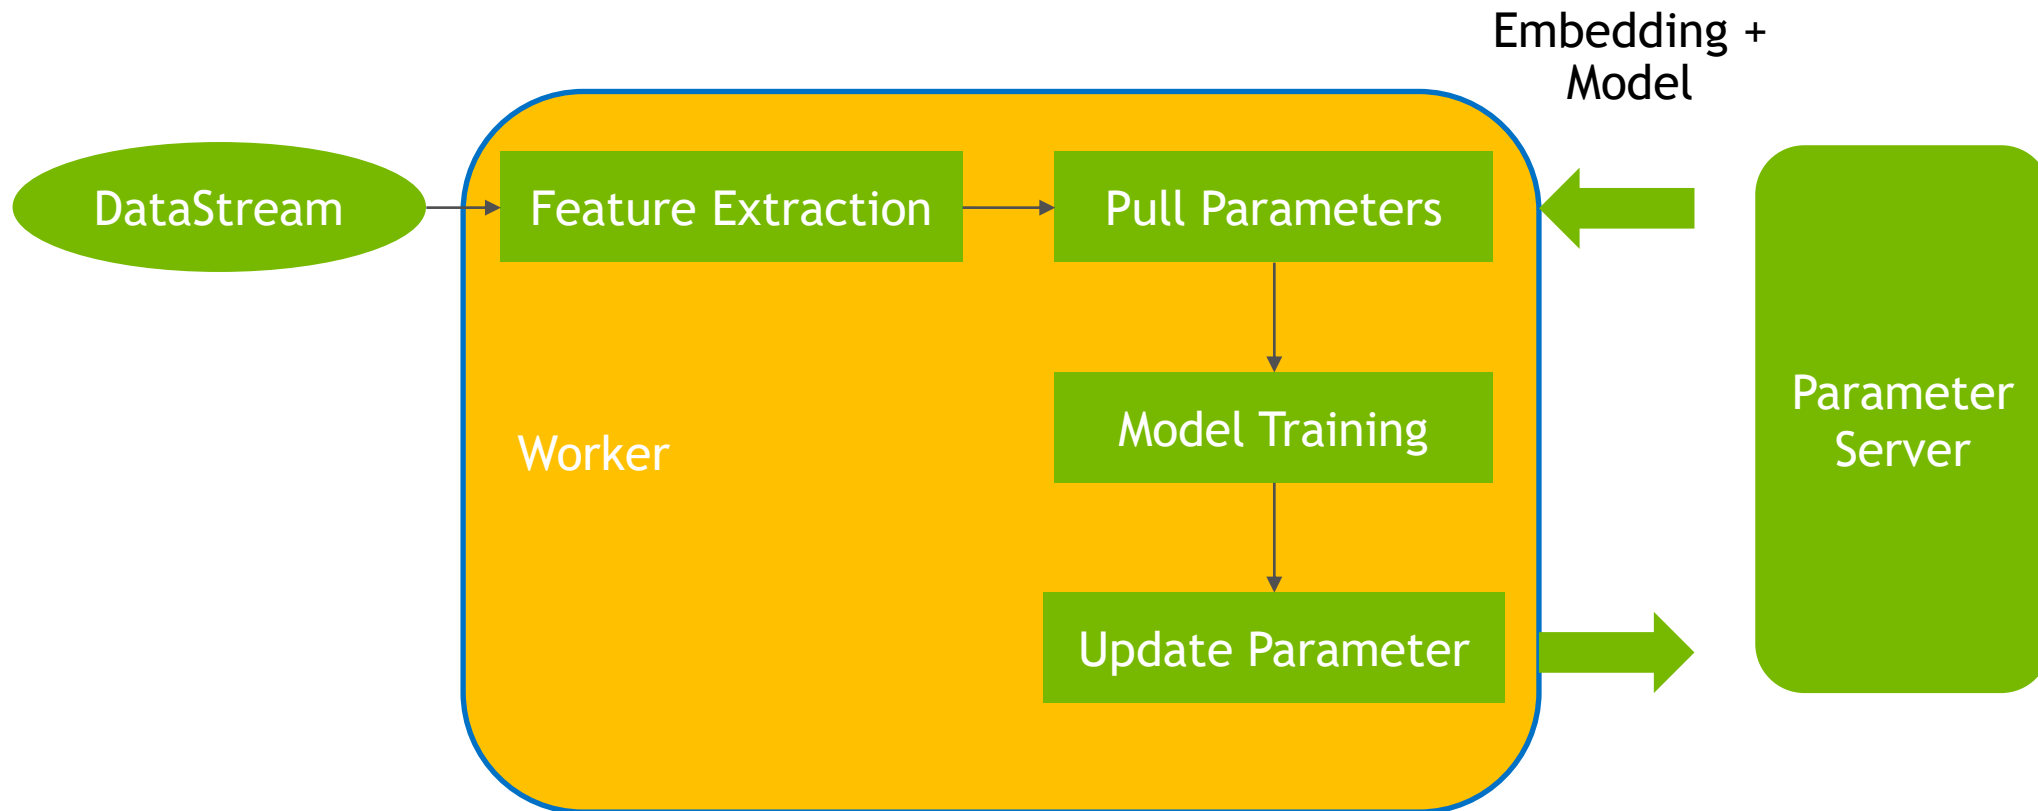 Embedding +
Model
DataStream
Feature Extraction
Pull Parameters
Model Training
Parameter
Server
Worker
Update Parameter